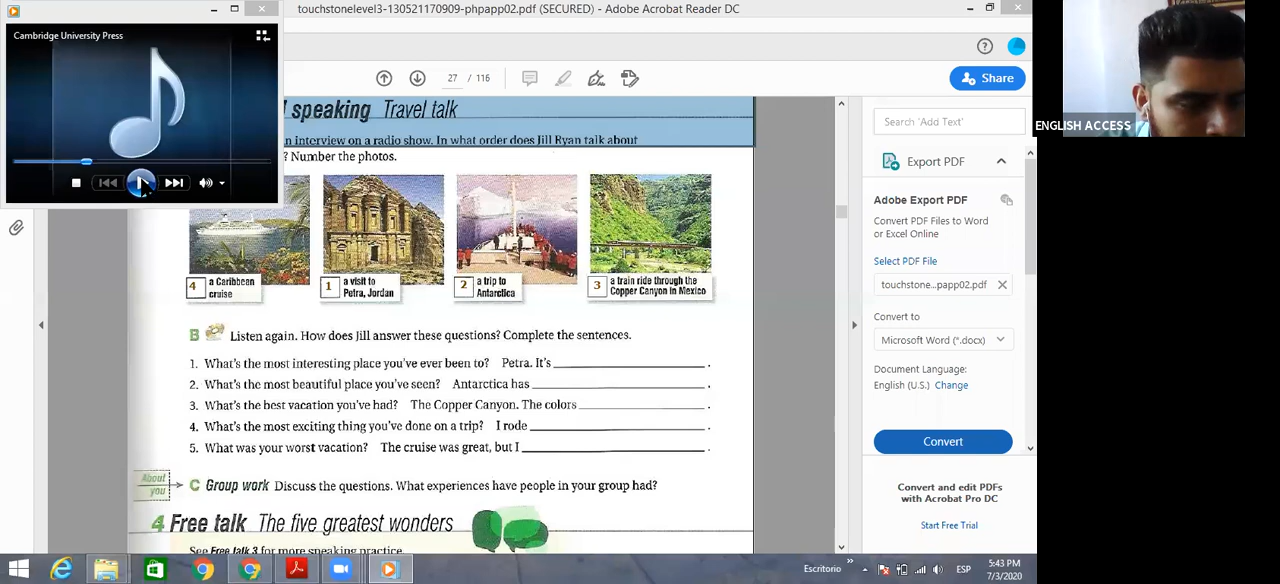 touchstonelevel3-130521170909-phpapp02.pdf (SECURED) - Adobe Acrobat Reader DC
Cambridge University Press
27 / 116
Share
speaking Travel talk
n interview on a radio show. In what order does Jill Ryan talk about
? Number the photos.
4 a Caribbean cruise
1 a visit to Petra, Jordan
2 a trip to Antarctica
3 a train ride through the Copper Canyon in Mexico
B Listen again. How does Jill answer these questions? Complete the sentences.
1. What's the most interesting place you've ever been to? Petra. It's ____________________ .
2. What's the most beautiful place you've seen? Antarctica has ____________________ .
3. What's the best vacation you've had? The Copper Canyon. The colors ____________________ .
4. What's the most exciting thing you've done on a trip? I rode ____________________ .
5. What was your worst vacation? The cruise was great, but I ____________________ .
About you
C Group work Discuss the questions. What experiences have people in your group had?
4 Free talk The five greatest wonders
See Free talk 3 for more speaking practice.
Search 'Add Text'
Export PDF
Adobe Export PDF
Convert PDF Files to Word
or Excel Online
Select PDF File
touchstone...papp02.pdf
Convert to
Microsoft Word (*.docx)
Document Language:
English (U.S.) Change
Convert
Convert and edit PDFs
with Acrobat Pro DC
Start Free Trial
ENGLISH ACCESS
Escritorio
ESP
5:43 PM
7/3/2020